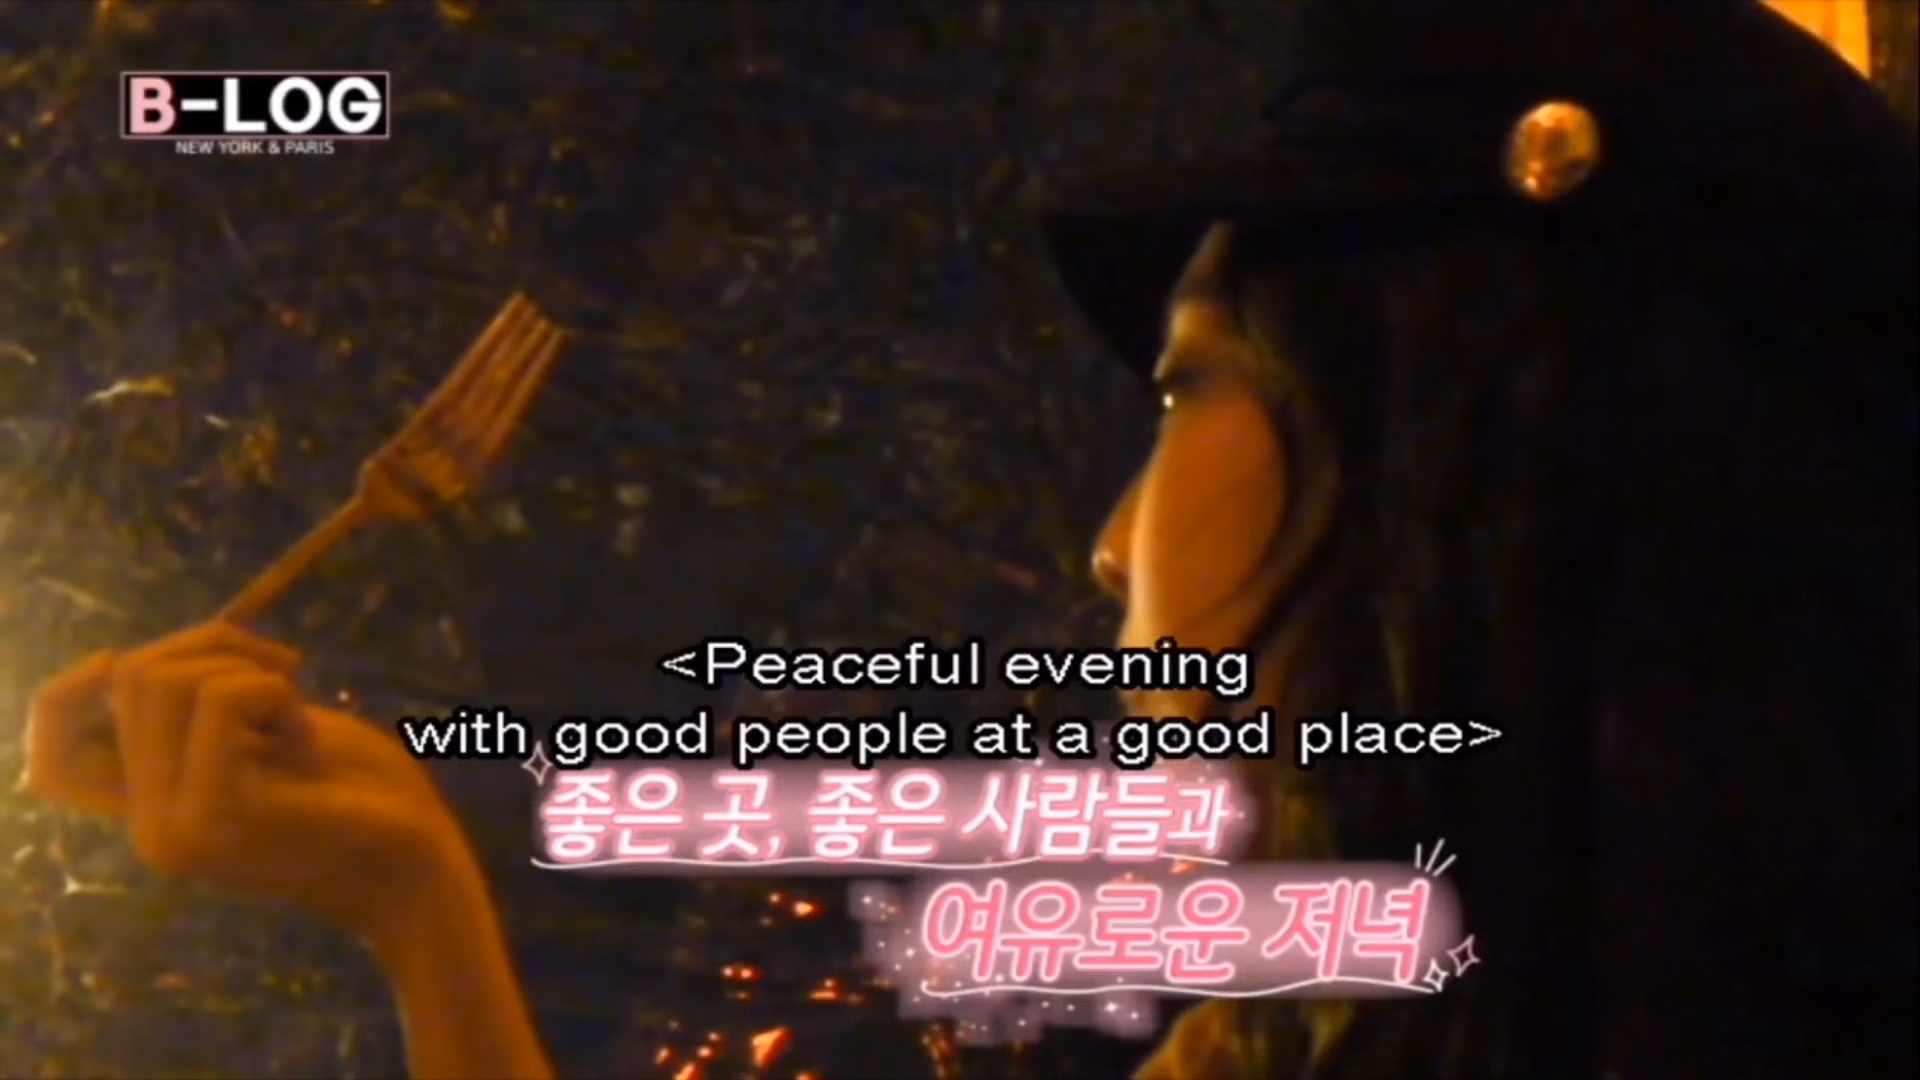 B-LOG
NEW YORK & PARIS
<Peaceful evening
with good people at a good place>
좋은 곳, 좋은 사람들과
여유로운 저녁